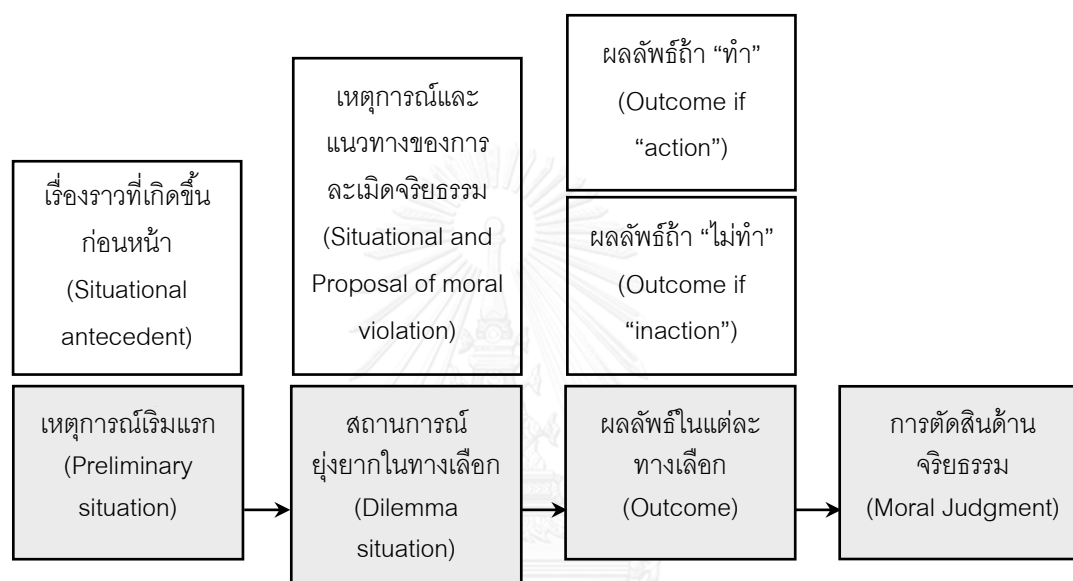 เรื่องราวที่เกิดขึ้น
ก่อนหน้า
(Situational
antecedent)
เหตุการณ์และ
แนวทางของการ
ละเมิดจริยธรรม
(Situational and
Proposal of moral
violation)
ผลลัพธ์ถ้า “ทำ”
(Outcome if
“action”)
ผลลัพธ์ถ้า “ไม่ทำ”
(Outcome if
“inaction”)
เหตุการณ์เริ่มแรก
(Preliminary
situation)
สถานการณ์
ยุ่งยากในทางเลือก
(Dilemma
situation)
ผลลัพธ์ในแต่ละ
ทางเลือก
(Outcome)
การตัดสินด้าน
จริยธรรม
(Moral Judgment)